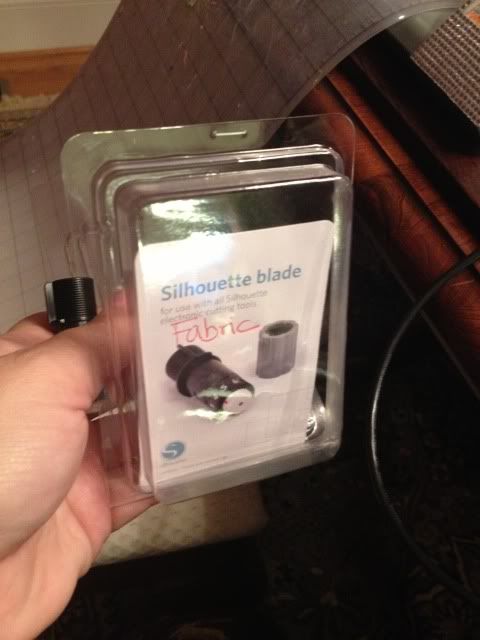 Silhouette blade
for use with all Silhouette
electronic cutting tools
Fabric